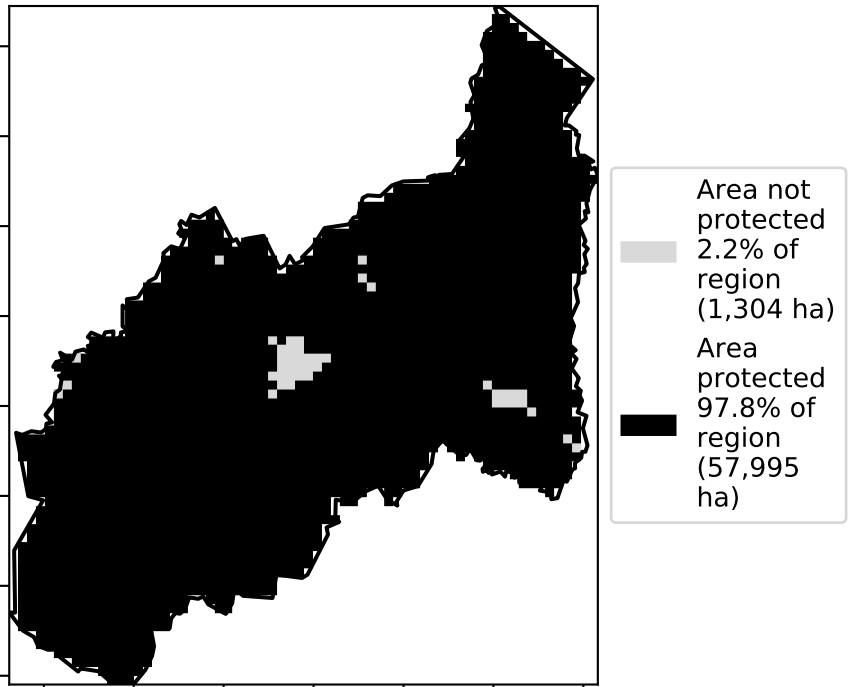 Area not
protected
2.2% of
region
(1,304 ha)
Area
protected
97.8% of
region
(57,995
ha)